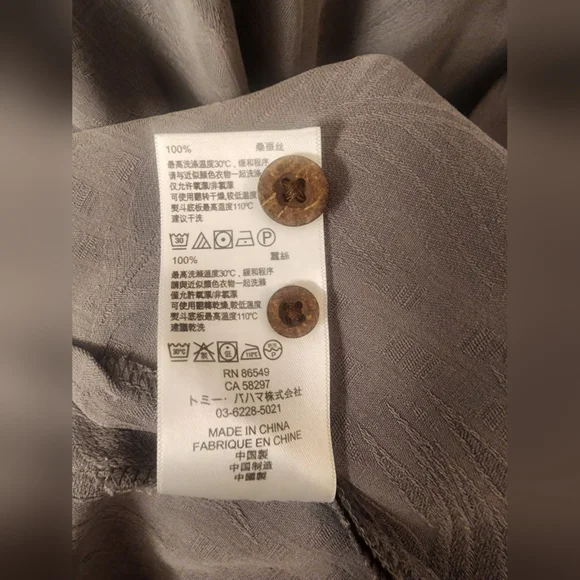 100% 桑蚕丝
最高洗涤温度30℃，缓和程序
请与近似颜色衣物一起洗涤
仅允许氧漂/非氯漂
可使用翻转干燥，较低温度
熨斗底板最高温度110℃
建议干洗
30 P
100% 蠶絲
最高洗滌溫度30℃，緩和程序
請與近似顏色衣物一起洗滌
僅允許氧漂/非氯漂
可使用翻轉乾燥，較低溫度
熨斗底板最高溫度110℃
建議乾洗
30℃ 低 110℃
RN 86549
CA 58297
トミー・バハマ株式会社
03-6228-5021
MADE IN CHINA
FABRIQUE EN CHINE
中国製
中国制造
中國製